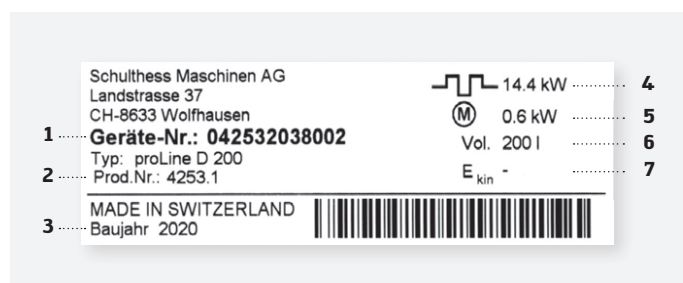 Schulthess Maschinen AG
Landstrasse 37
CH-8633 Wolfhausen
1 Geräte-Nr.: 042532038002
Typ: proLine D 200
2 Prod.Nr.: 4253.1
MADE IN SWITZERLAND
3 Baujahr 2020
14.4 kW 4
M 0.6 kW 5
Vol. 200 l 6
E kin - 7